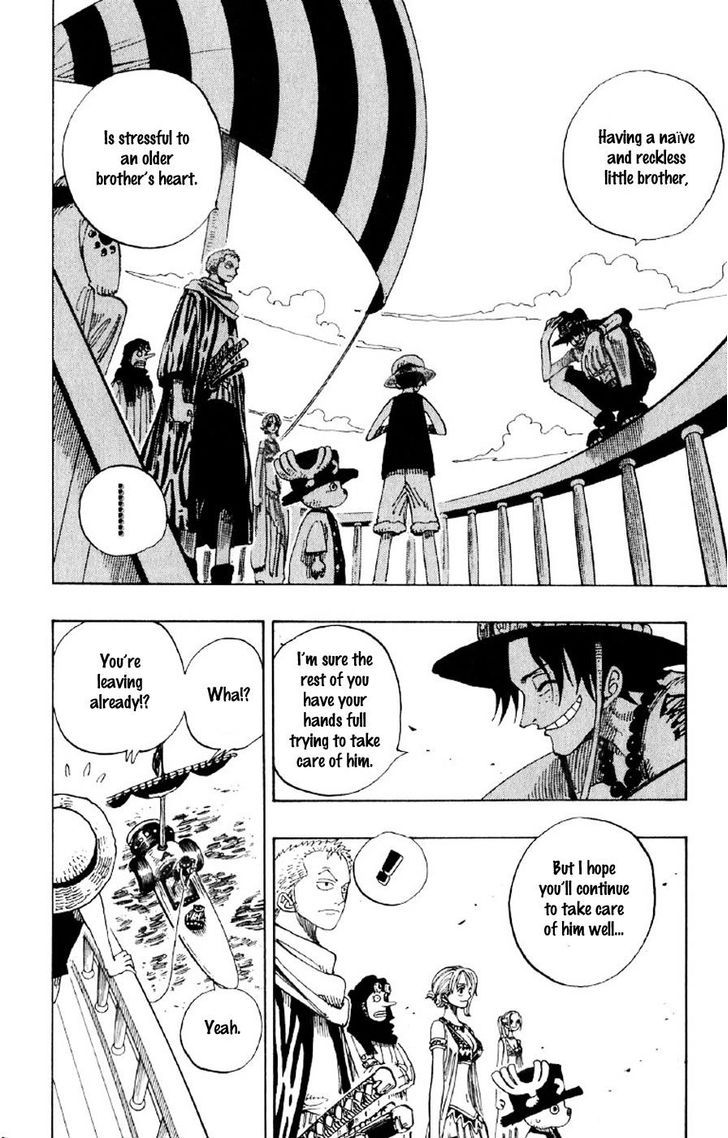 Having a naïve
and reckless
little brother,
Is stressful to
an older
brother's heart.
.........
I'm sure the
rest of you
have your
hands full
trying to take
care of him.
But I hope
you'll continue
to take care
of him well...
!
Wha!?
You're
leaving
already!?
Yeah.